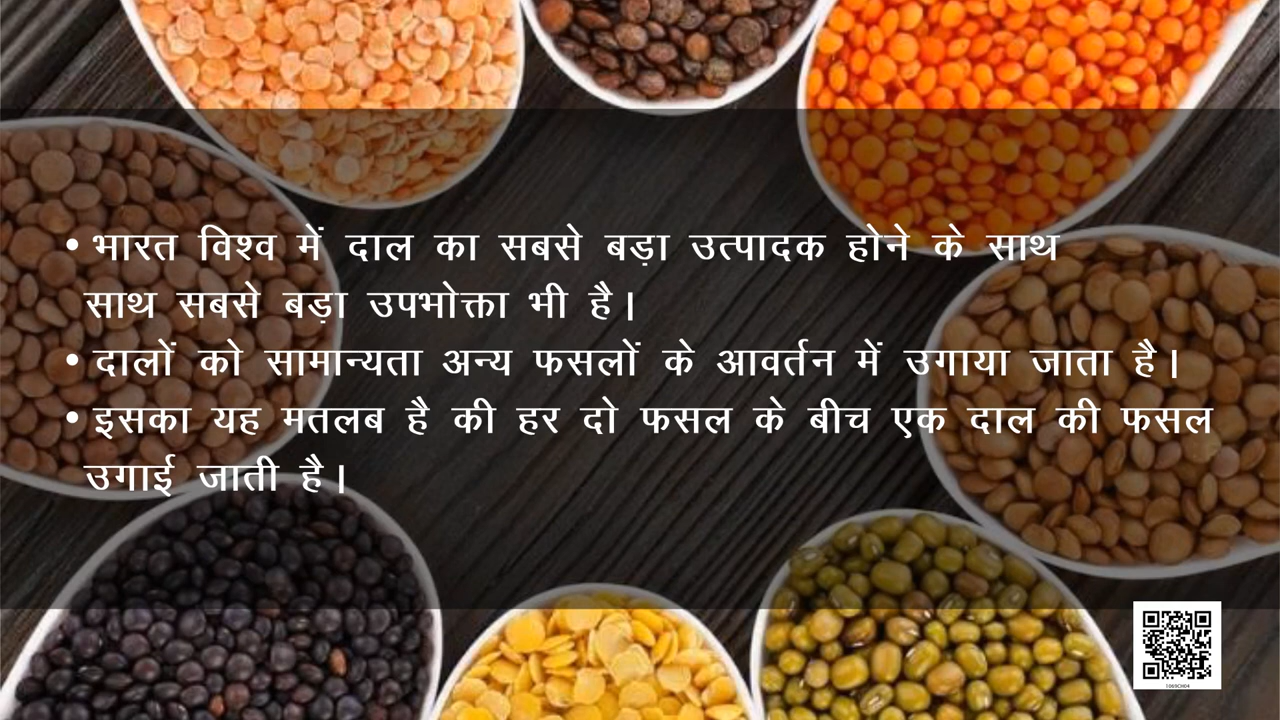 • भारत विश्व में दाल का सबसे बड़ा उत्पादक होने के साथ
साथ सबसे बड़ा उपभोक्ता भी है।
• दालों को सामान्यता अन्य फसलों के आवर्तन में उगाया जाता है।
• इसका यह मतलब है की हर दो फसल के बीच एक दाल की फसल
उगाई जाती है।